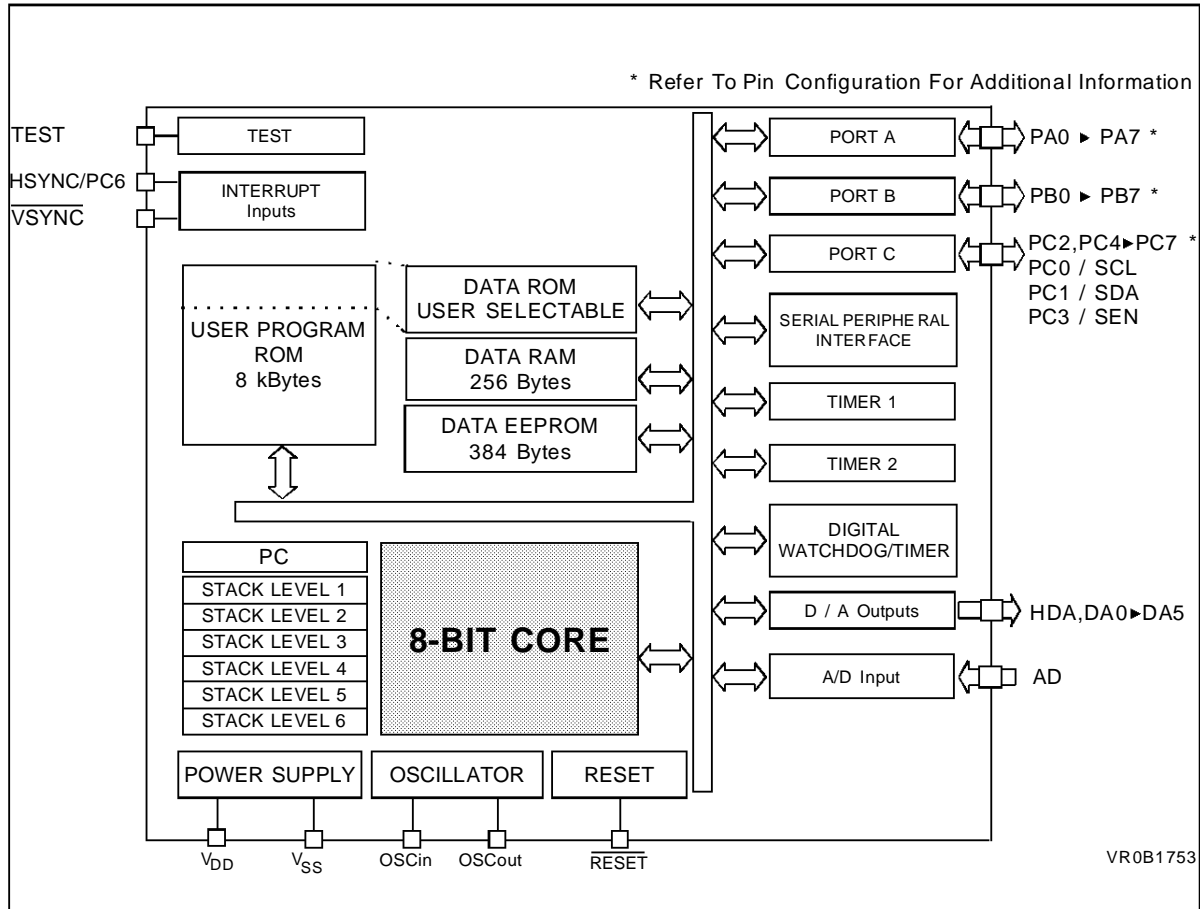 * Refer To Pin Configuration For Additional Information
TEST
TEST
HSYNC/PC6
VSYNC
INTERRUPT
Inputs
USER PROGRAM
ROM
8 kBytes
DATA ROM
USER SELECTABLE
DATA RAM
256 Bytes
DATA EEPROM
384 Bytes
PC
STACK LEVEL 1
STACK LEVEL 2
STACK LEVEL 3
STACK LEVEL 4
STACK LEVEL 5
STACK LEVEL 6
8-BIT CORE
POWER SUPPLY
OSCILLATOR
RESET
VDD
VSS
OSCin
OSCout
RESET
PORT A
PA0 ▸ PA7 *
PORT B
PB0 ▸ PB7 *
PORT C
PC2,PC4▸PC7 *
PC0 / SCL
PC1 / SDA
PC3 / SEN
SERIAL PERIPHERAL
INTERFACE
TIMER 1
TIMER 2
DIGITAL
WATCHDOG/TIMER
D / A Outputs
HDA,DA0▸DA5
A/D Input
AD
VR0B1753